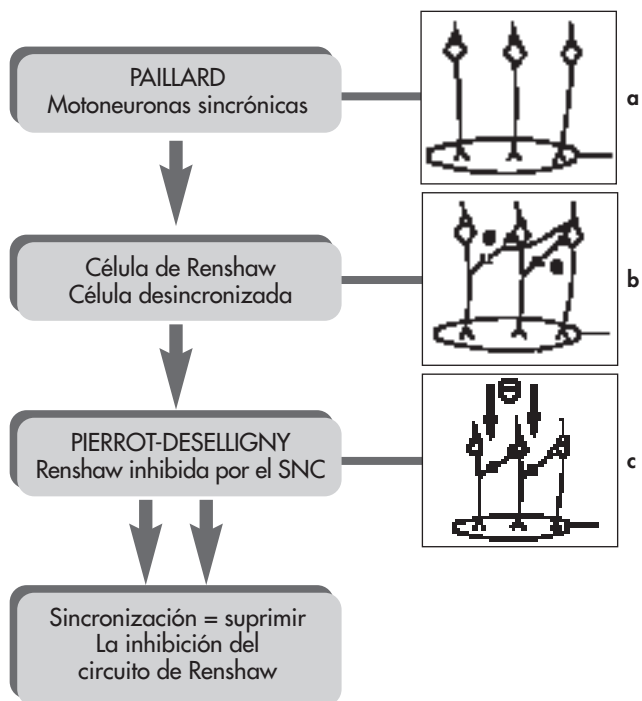 PAILLARD
Motoneuronas sincrónicas
a
Célula de Renshaw
Célula desincronizada
b
PIERROT-DESELLIGNY
Renshaw inhibida por el SNC
c
Sincronización = suprimir
La inhibición del
circuito de Renshaw